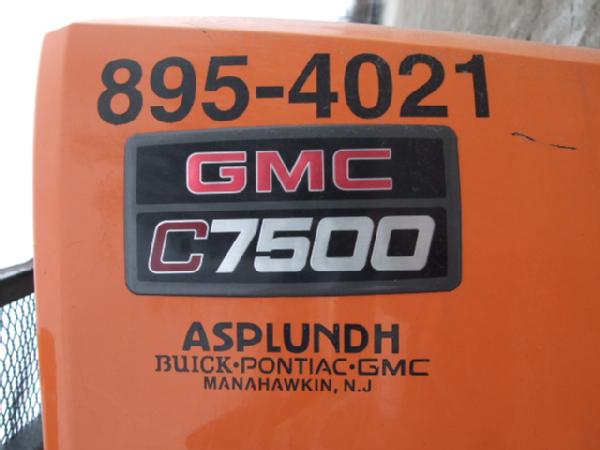 895-4021
GMC
C7500
ASPLUNDH
BUICK•PONTIAC•GMC
MANAHAWKIN, N.J